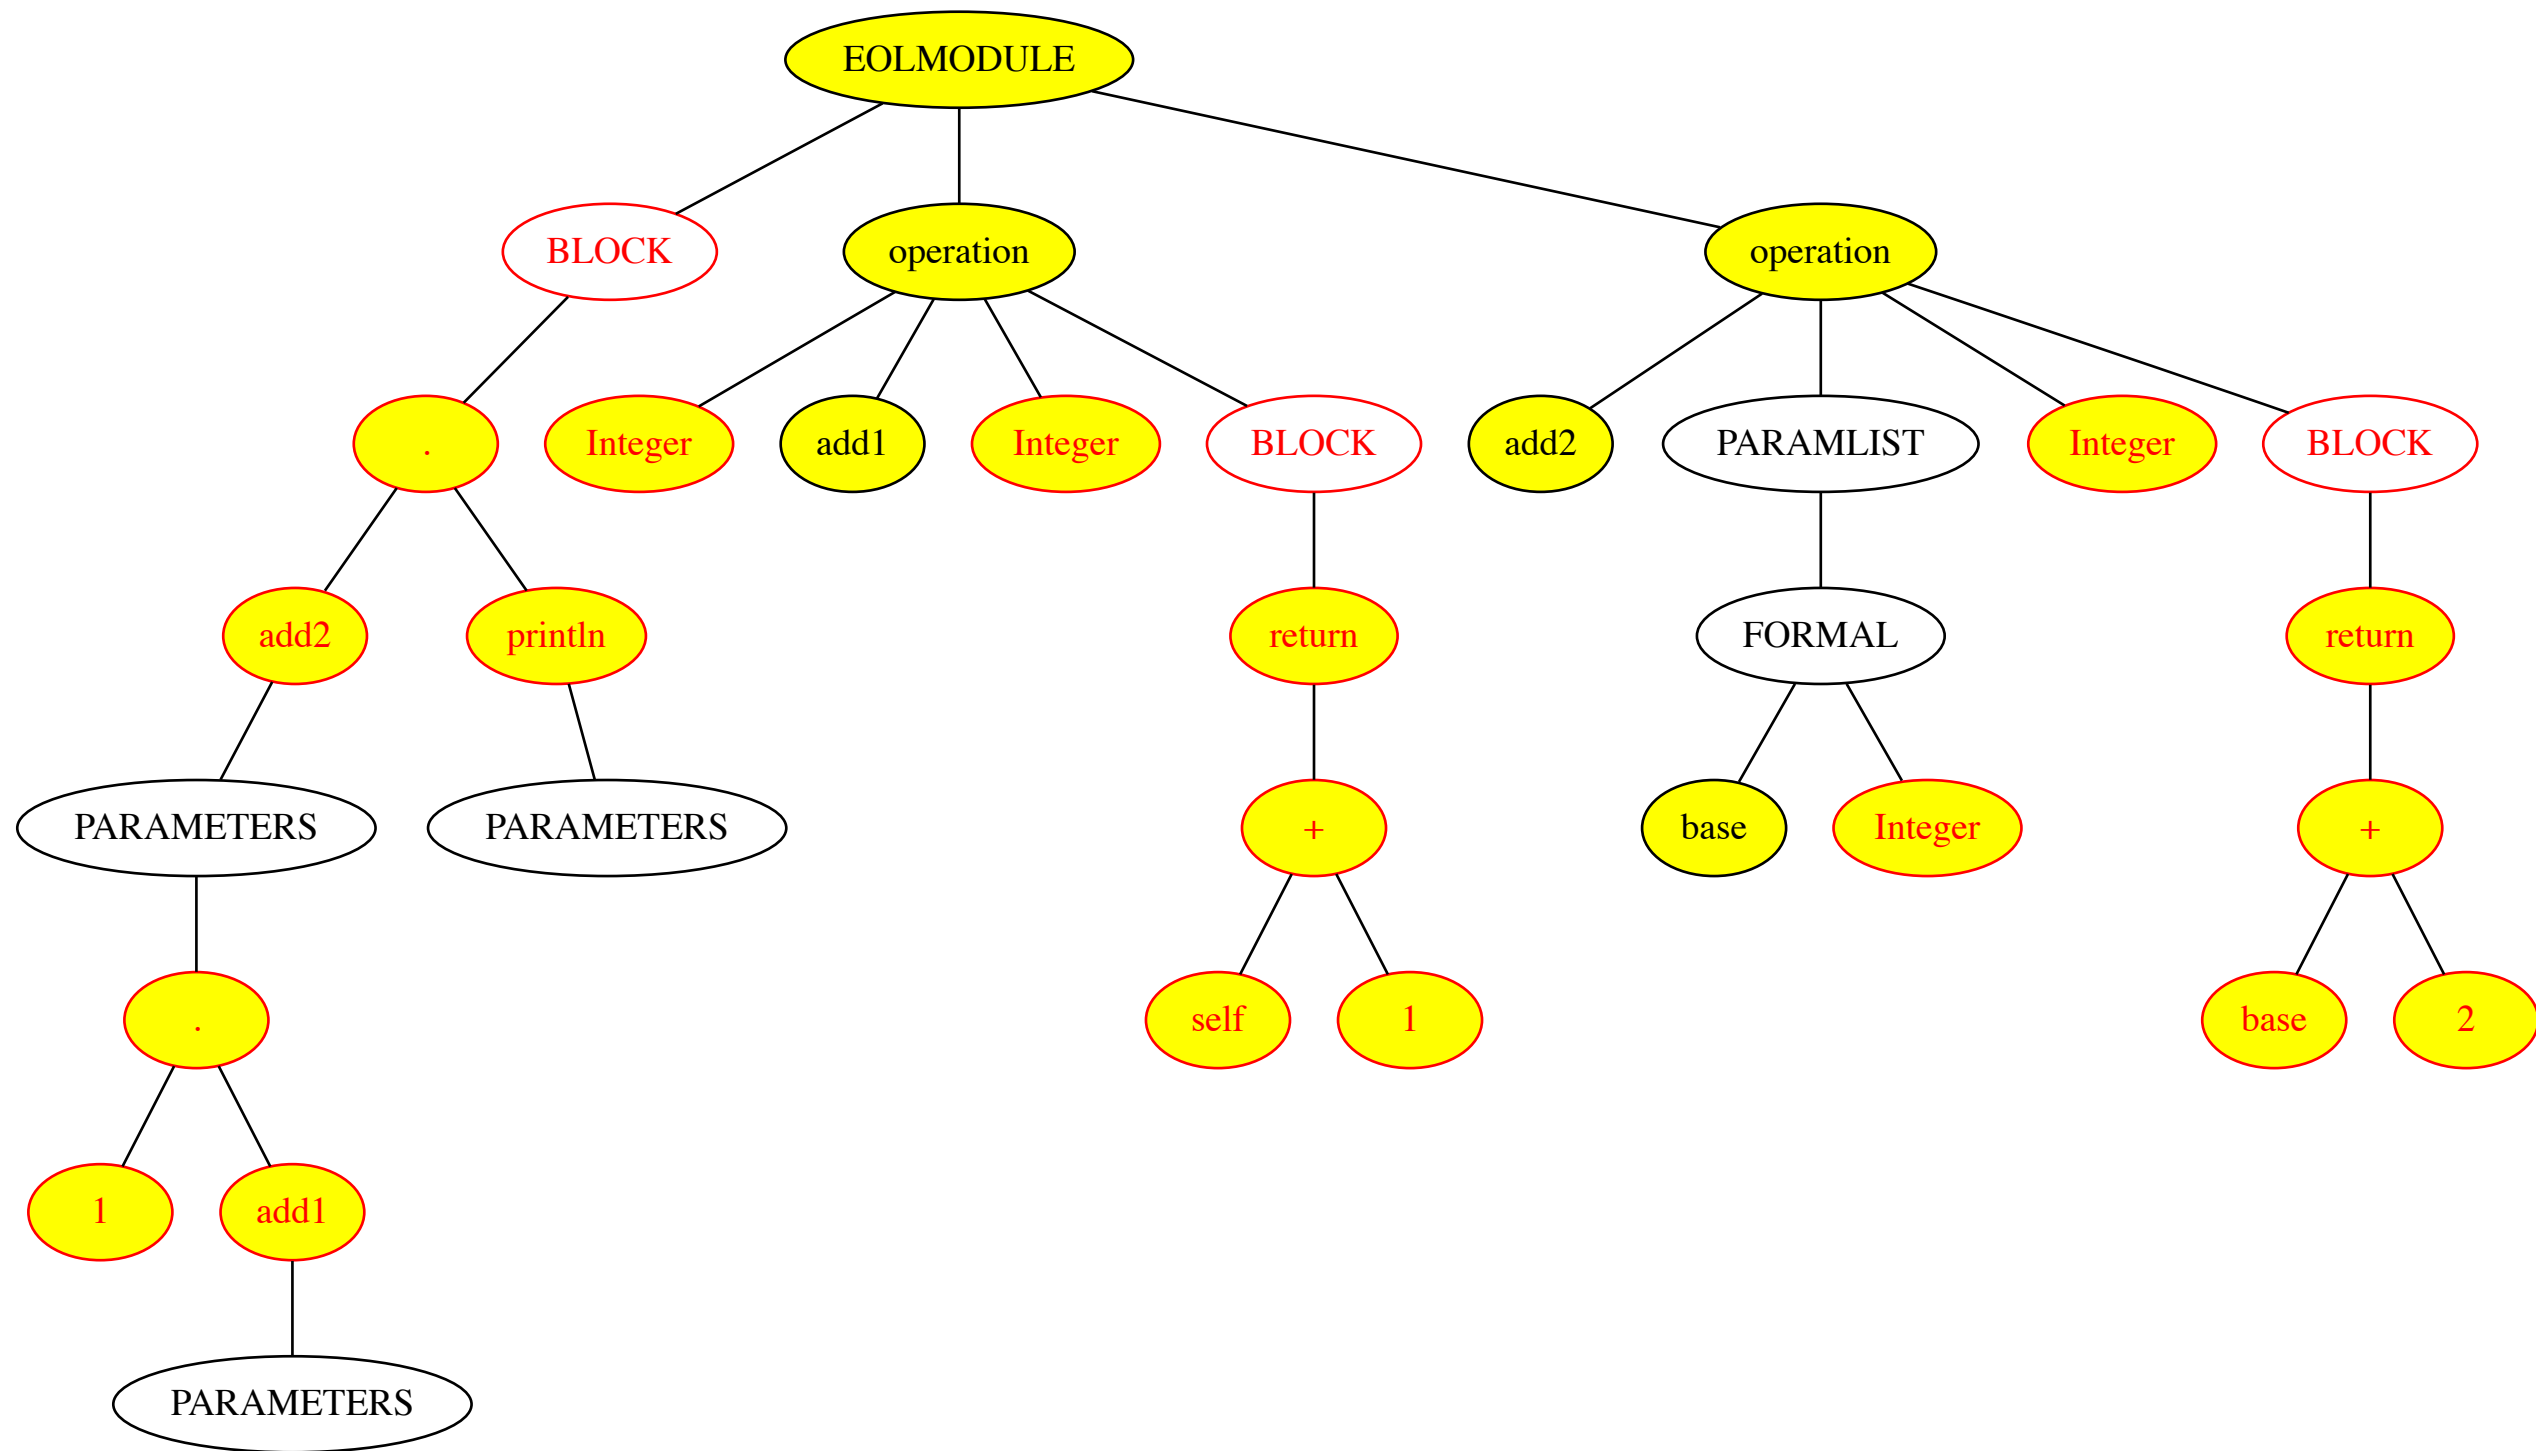 EOLMODULE
BLOCK operation operation
. Integer add1 Integer BLOCK add2 PARAMLIST Integer BLOCK
add2 println return FORMAL return
PARAMETERS PARAMETERS + base Integer +
. self 1 base 2
1 add1
PARAMETERS